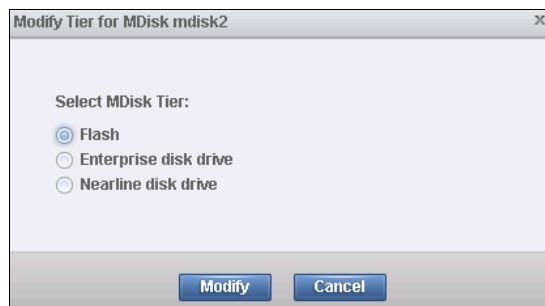 Modify Tier for MDisk mdisk2 x
Select MDisk Tier:
Flash
Enterprise disk drive
Nearline disk drive
Modify Cancel